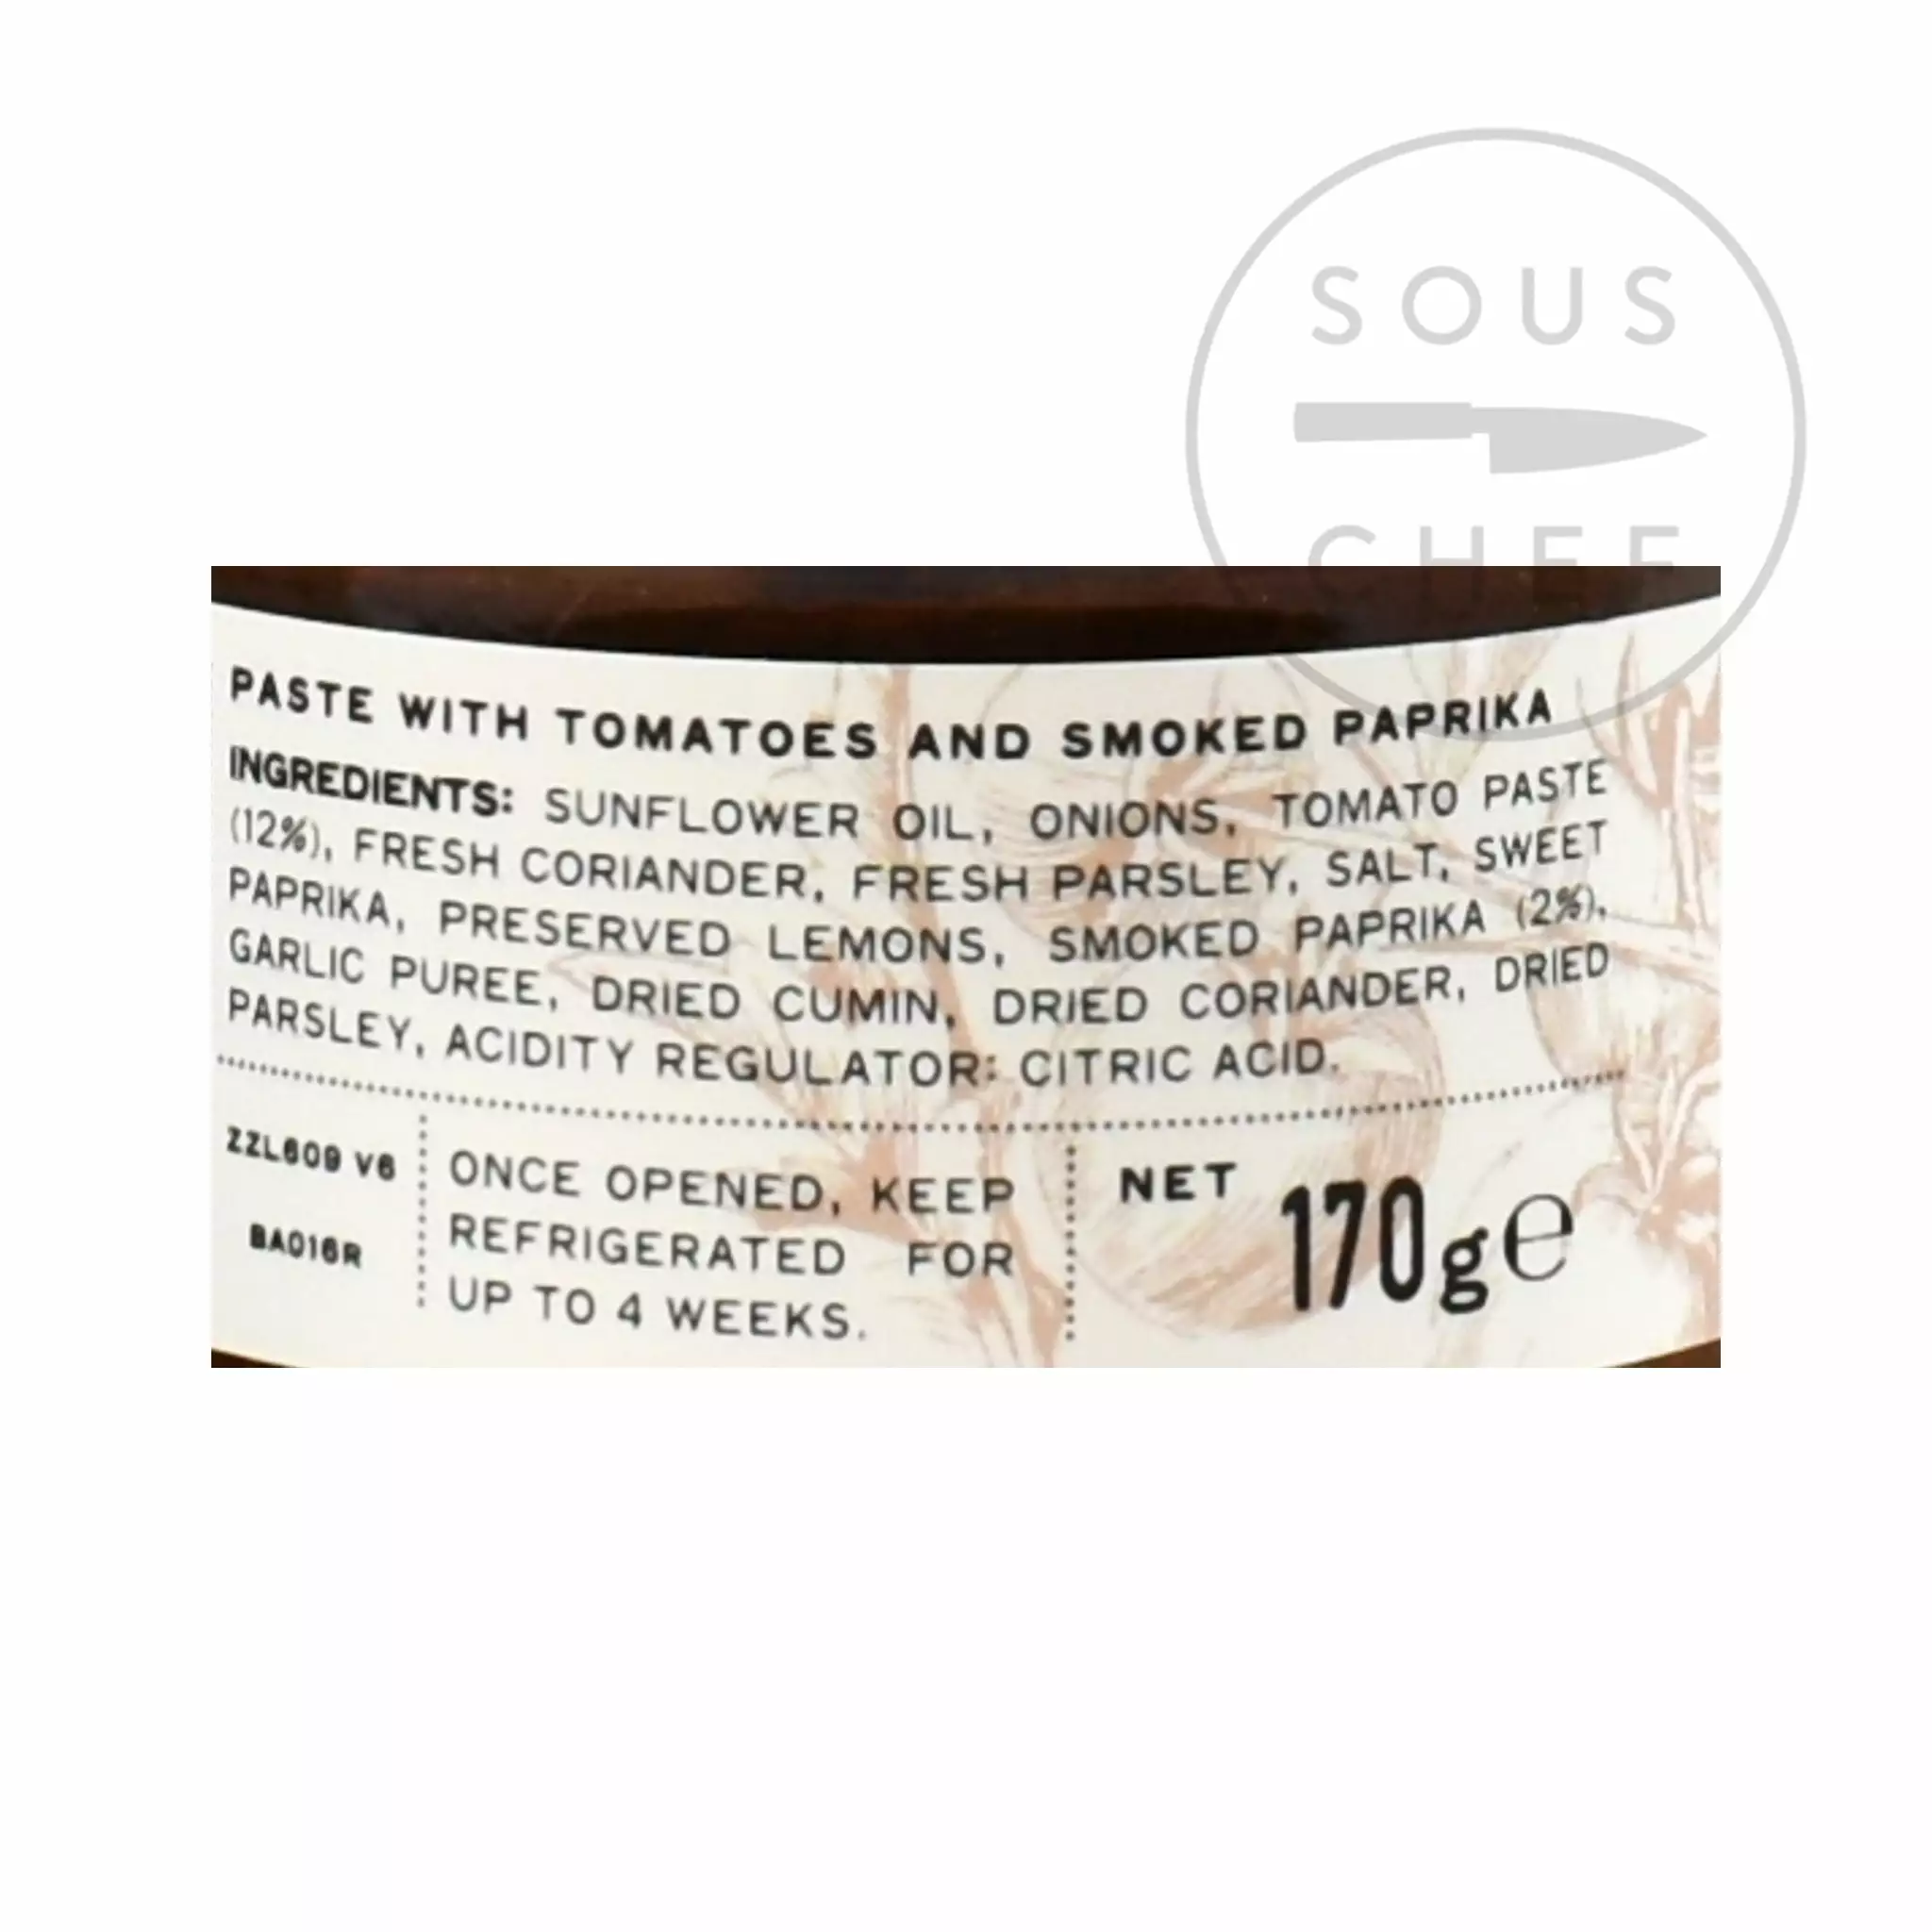 SOUS
CHEF
PASTE WITH TOMATOES AND SMOKED PAPRIKA
INGREDIENTS: SUNFLOWER OIL, ONIONS, TOMATO PASTE
(12%), FRESH CORIANDER, FRESH PARSLEY, SALT, SWEET
PAPRIKA, PRESERVED LEMONS, SMOKED PAPRIKA (2%),
GARLIC PUREE, DRIED CUMIN, DRIED CORIANDER, DRIED
PARSLEY, ACIDITY REGULATOR: CITRIC ACID.
ZZL609 V6
BA016R
ONCE OPENED, KEEP
REFRIGERATED FOR
UP TO 4 WEEKS.
NET 170g℮